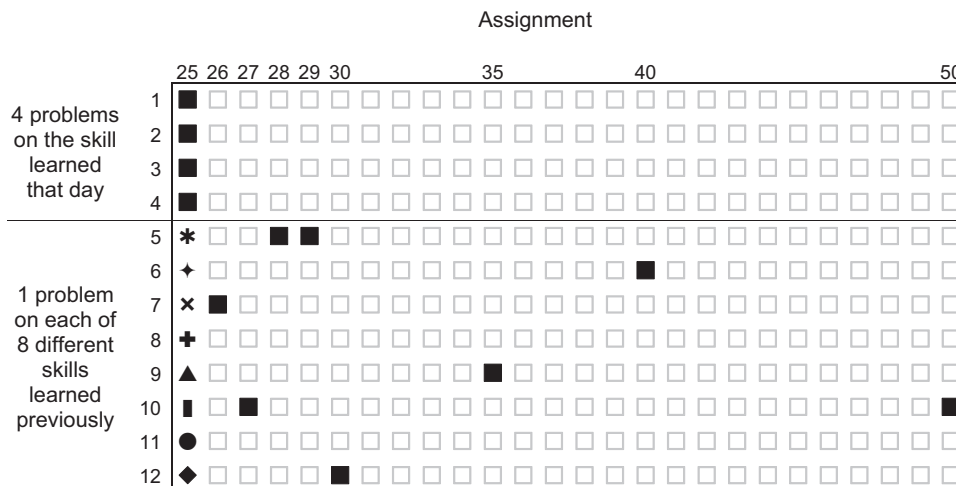 Assignment
25 26 27 28 29 30 35 40 50
4 problems
on the skill
learned
that day
1
2
3
4
1 problem
on each of
8 different
skills
learned
previously
5
6
7
8
9
10
11
12